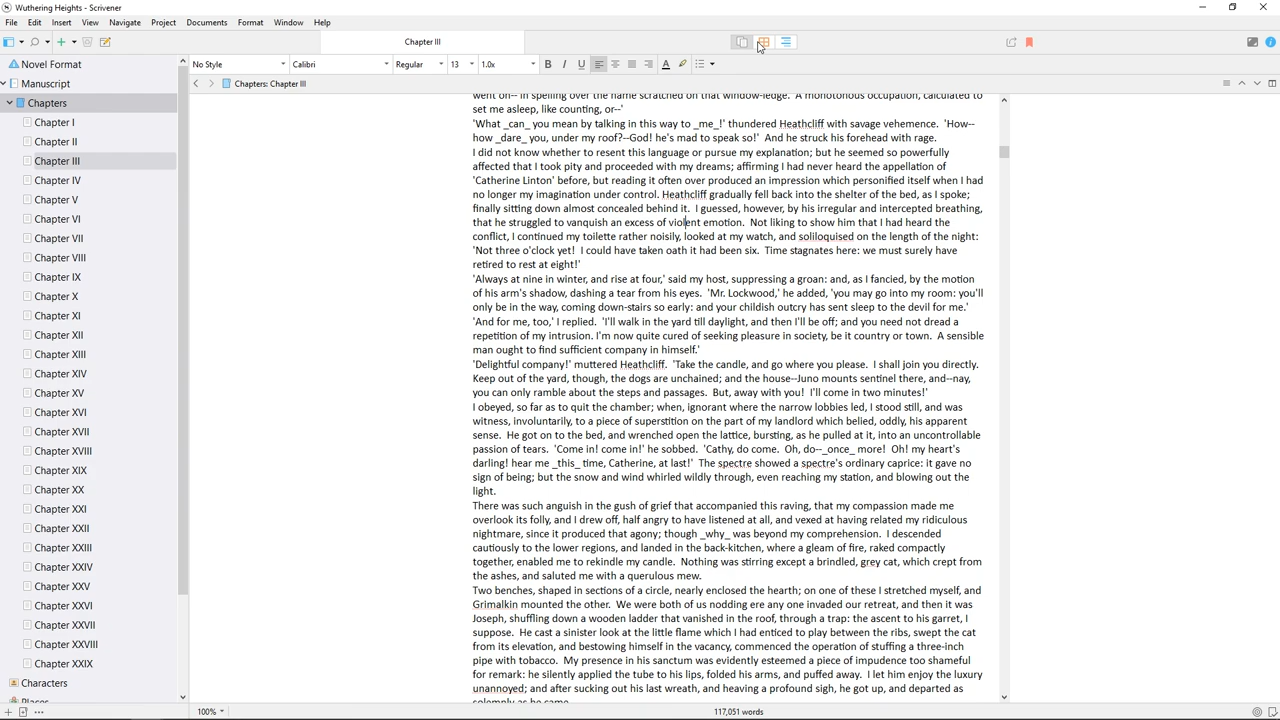 Wuthering Heights - Scrivener
File Edit Insert View Navigate Project Documents Format Window Help
Chapter III
Novel Format
Manuscript
Chapters
Chapter I
Chapter II
Chapter III
Chapter IV
Chapter V
Chapter VI
Chapter VII
Chapter VIII
Chapter IX
Chapter X
Chapter XI
Chapter XII
Chapter XIII
Chapter XIV
Chapter XV
Chapter XVI
Chapter XVII
Chapter XVIII
Chapter XIX
Chapter XX
Chapter XXI
Chapter XXII
Chapter XXIII
Chapter XXIV
Chapter XXV
Chapter XXVI
Chapter XXVII
Chapter XXVIII
Chapter XXIX
Characters
Places
No Style Calibri Regular 13 1.0x B I U A
Chapters: Chapter III
went on-- in spelling over the name scratched on that window-ledge. A monotonous occupation, calculated to
set me asleep, like counting, or--'
'What _can_ you mean by talking in this way to _me_!' thundered Heathcliff with savage vehemence. 'How--
how _dare_ you, under my roof?--God! he's mad to speak so!' And he struck his forehead with rage.
I did not know whether to resent this language or pursue my explanation; but he seemed so powerfully
affected that I took pity and proceeded with my dreams; affirming I had never heard the appellation of
'Catherine Linton' before, but reading it often over produced an impression which personified itself when I had
no longer my imagination under control. Heathcliff gradually fell back into the shelter of the bed, as I spoke;
finally sitting down almost concealed behind it. I guessed, however, by his irregular and intercepted breathing,
that he struggled to vanquish an excess of violent emotion. Not liking to show him that I had heard the
conflict, I continued my toilette rather noisily, looked at my watch, and soliloquised on the length of the night:
'Not three o'clock yet! I could have taken oath it had been six. Time stagnates here: we must surely have
retired to rest at eight!'
'Always at nine in winter, and rise at four,' said my host, suppressing a groan: and, as I fancied, by the motion
of his arm's shadow, dashing a tear from his eyes. 'Mr. Lockwood,' he added, 'you may go into my room: you'll
only be in the way, coming down-stairs so early: and your childish outcry has sent sleep to the devil for me.'
'And for me, too,' I replied. 'I'll walk in the yard till daylight, and then I'll be off; and you need not dread a
repetition of my intrusion. I'm now quite cured of seeking pleasure in society, be it country or town. A sensible
man ought to find sufficient company in himself.'
'Delightful company!' muttered Heathcliff. 'Take the candle, and go where you please. I shall join you directly.
Keep out of the yard, though, the dogs are unchained; and the house--Juno mounts sentinel there, and--nay,
you can only ramble about the steps and passages. But, away with you! I'll come in two minutes!'
I obeyed, so far as to quit the chamber; when, ignorant where the narrow lobbies led, I stood still, and was
witness, involuntarily, to a piece of superstition on the part of my landlord which belied, oddly, his apparent
sense. He got on to the bed, and wrenched open the lattice, bursting, as he pulled at it, into an uncontrollable
passion of tears. 'Come in! come in!' he sobbed. 'Cathy, do come. Oh, do--_once_ more! Oh! my heart's
darling! hear me _this_ time, Catherine, at last!' The spectre showed a spectre's ordinary caprice: it gave no
sign of being; but the snow and wind whirled wildly through, even reaching my station, and blowing out the
light.
There was such anguish in the gush of grief that accompanied this raving, that my compassion made me
overlook its folly, and I drew off, half angry to have listened at all, and vexed at having related my ridiculous
nightmare, since it produced that agony; though _why_ was beyond my comprehension. I descended
cautiously to the lower regions, and landed in the back-kitchen, where a gleam of fire, raked compactly
together, enabled me to rekindle my candle. Nothing was stirring except a brindled, grey cat, which crept from
the ashes, and saluted me with a querulous mew.
Two benches, shaped in sections of a circle, nearly enclosed the hearth; on one of these I stretched myself, and
Grimalkin mounted the other. We were both of us nodding ere any one invaded our retreat, and then it was
Joseph, shuffling down a wooden ladder that vanished in the roof, through a trap: the ascent to his garret, I
suppose. He cast a sinister look at the little flame which I had enticed to play between the ribs, swept the cat
from its elevation, and bestowing himself in the vacancy, commenced the operation of stuffing a three-inch
pipe with tobacco. My presence in his sanctum was evidently esteemed a piece of impudence too shameful
for remark: he silently applied the tube to his lips, folded his arms, and puffed away. I let him enjoy the luxury
unannoyed; and after sucking out his last wreath, and heaving a profound sigh, he got up, and departed as
solemnly as he came.
100% 117,051 words